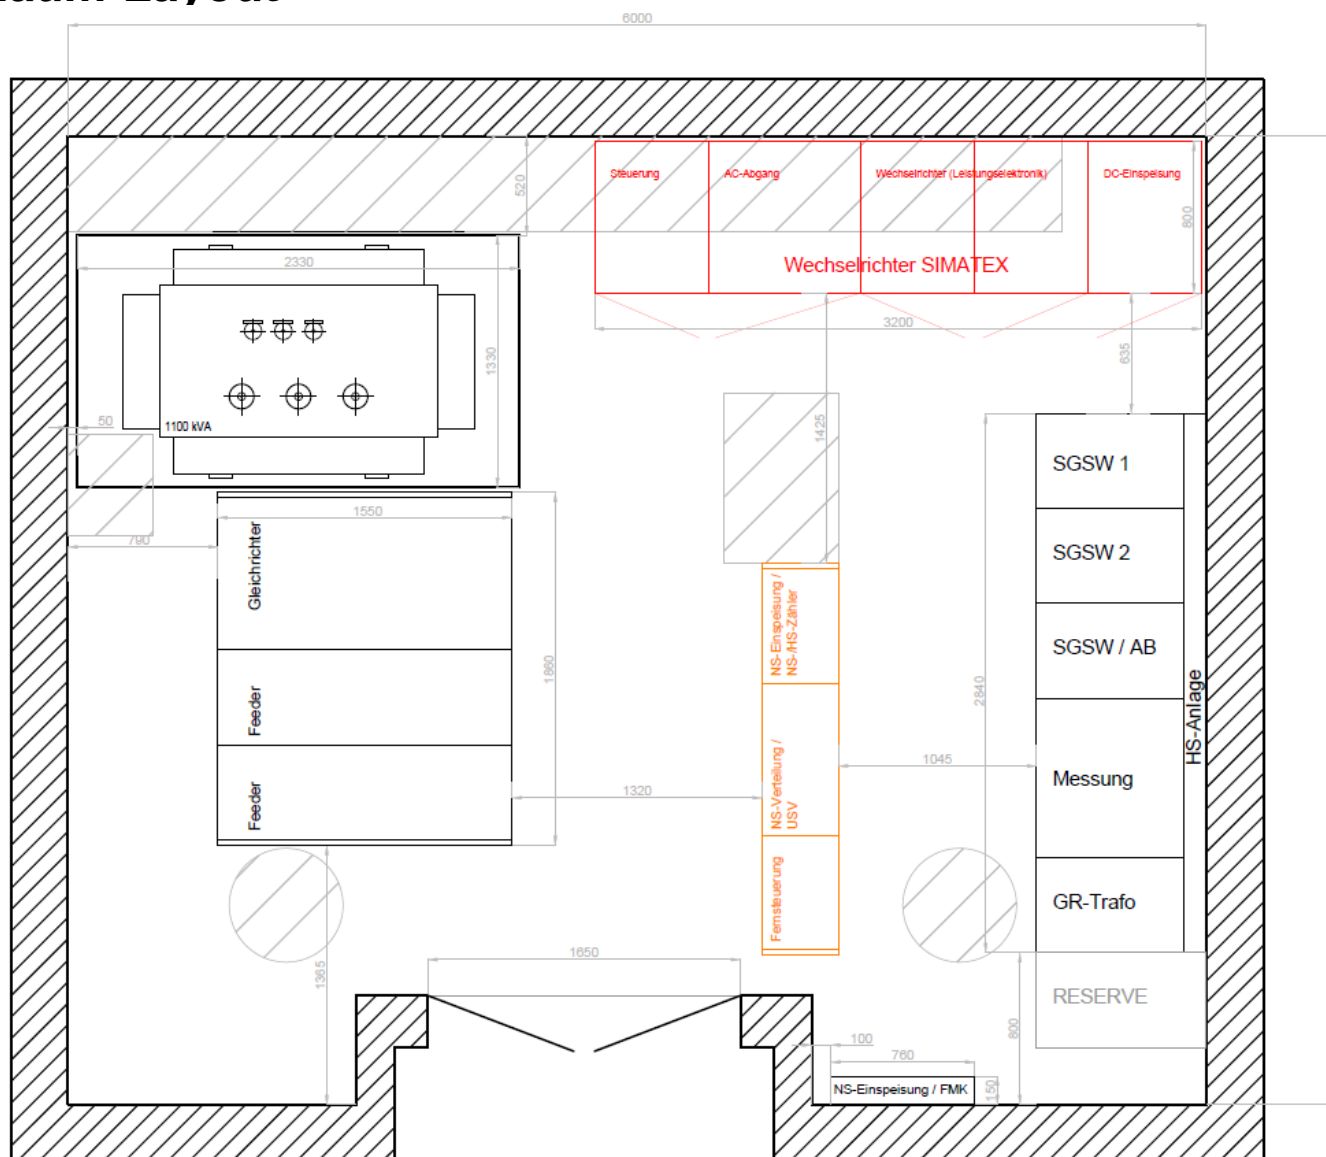 6000
Steuerung
AC-Abgang
Wechselrichter (Leistungselektronik)
DC-Einspeisung
520
800
Wechselrichter SIMATEX
2330
3200
1330
635
50
1100 kVA
1425
SGSW 1
1550
790
Gleichrichter
SGSW 2
NS-Einspeisung /
NS-/HS-Zähler
SGSW / AB
1860
Feeder
2840
HS-Anlage
1045
Messung
1320
NS-Verteilung /
USV
Feeder
Fernsteuerung
GR-Trafo
1650
1365
RESERVE
800
100
760
NS-Einspeisung / FMK
150